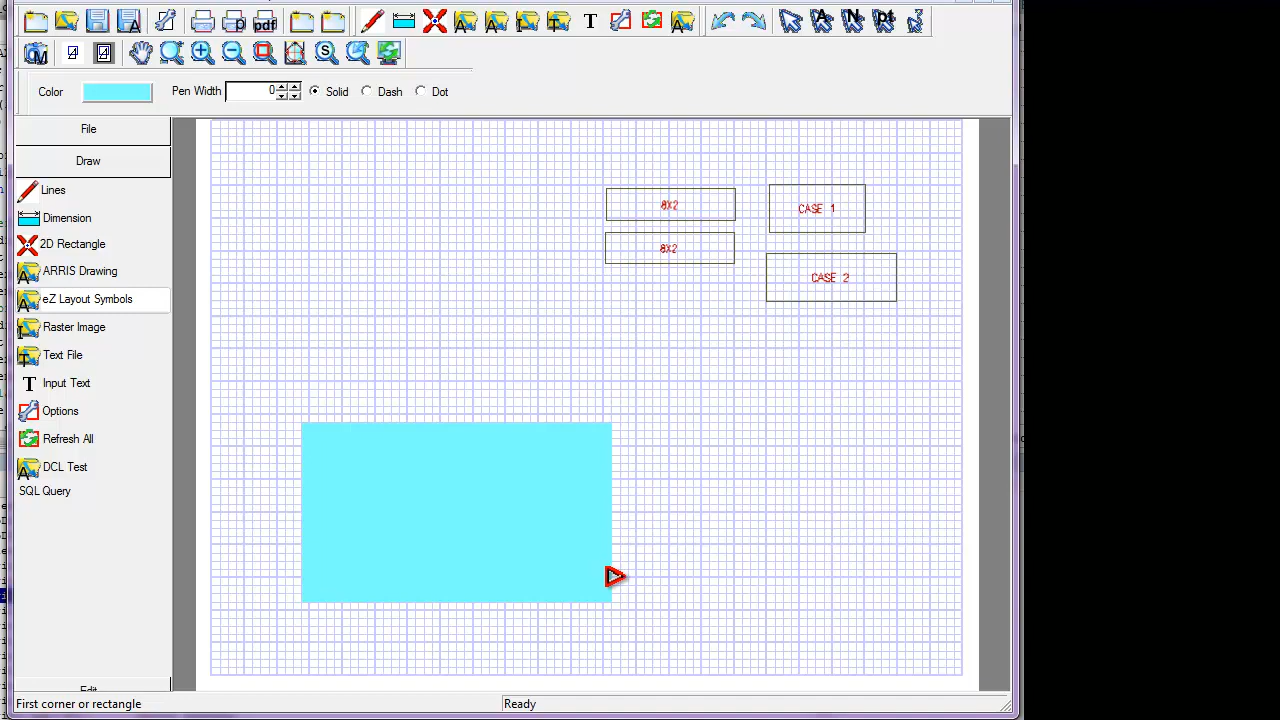 A
p
pdf
A
A
I
T
T
A
A
N
pt
M
S
Color
Pen Width
0
Solid
Dash
Dot
File
Draw
Lines
Dimension
2D Rectangle
ARRIS Drawing
eZ Layout Symbols
Raster Image
Text File
Input Text
Options
Refresh All
DCL Test
SQL Query
8X2
CASE 1
8X2
CASE 2
First corner or rectangle
Ready